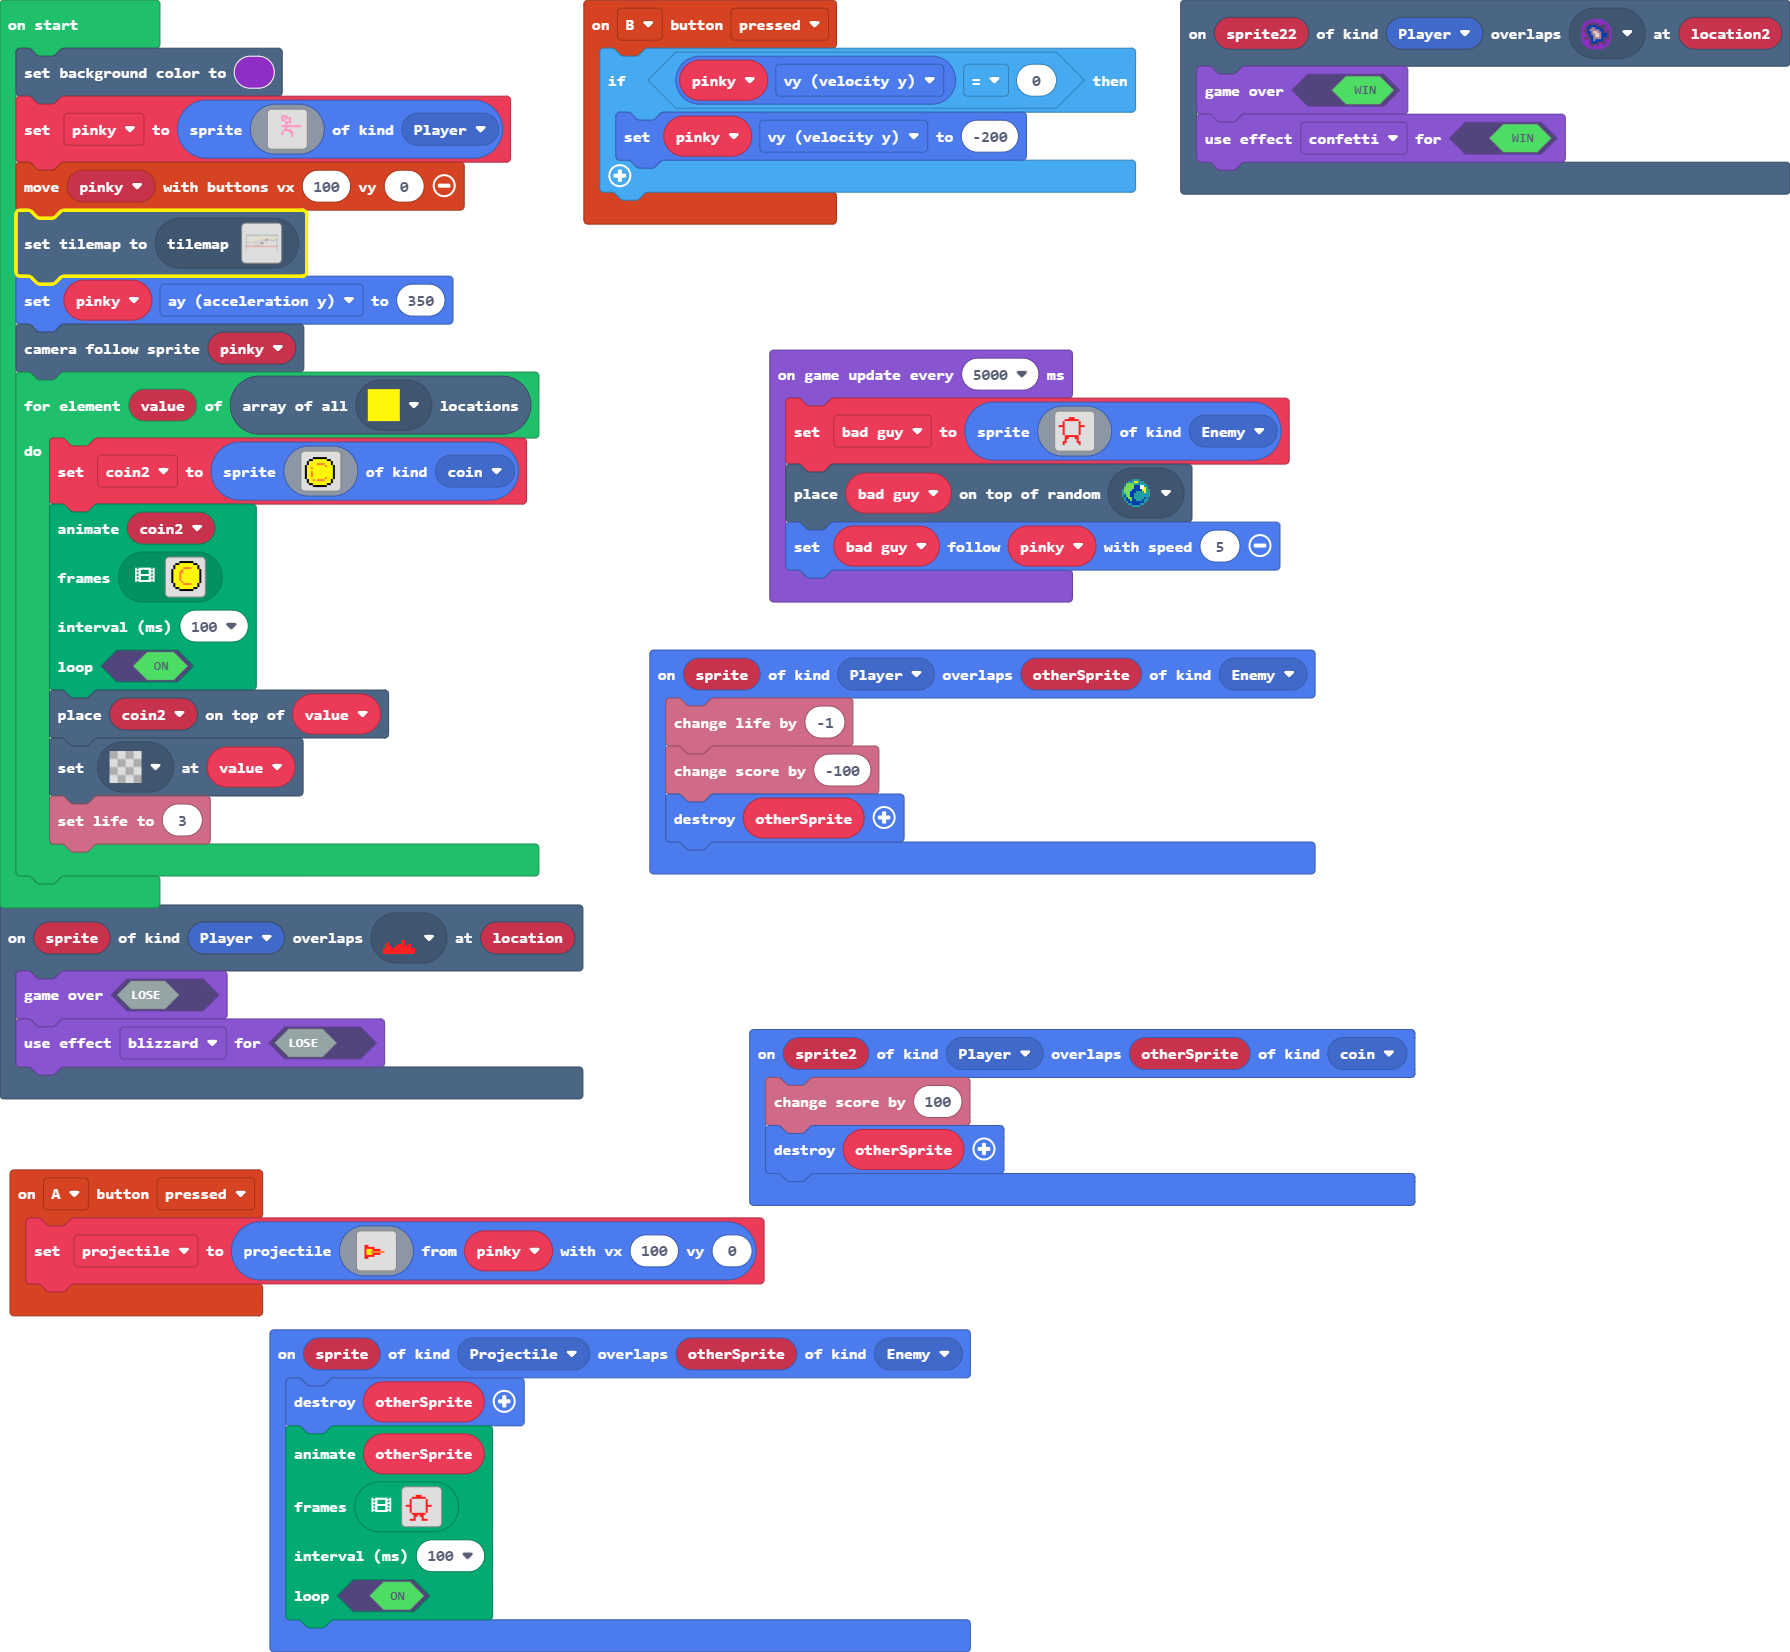 on start
set background color to
set pinky to sprite of kind Player
move pinky with buttons vx 100 vy 0
set tilemap to tilemap
set pinky ay (acceleration y) to 350
camera follow sprite pinky
for element value of array of all locations
do
set coin2 to sprite of kind coin
animate coin2
frames
interval (ms) 100
loop ON
place coin2 on top of value
set at value
set life to 3
on B button pressed
if pinky vy (velocity y) = 0 then
set pinky vy (velocity y) to -200
on sprite22 of kind Player overlaps at location2
game over WIN
use effect confetti for WIN
on game update every 5000 ms
set bad guy to sprite of kind Enemy
place bad guy on top of random
set bad guy follow pinky with speed 5
on sprite of kind Player overlaps otherSprite of kind Enemy
change life by -1
change score by -100
destroy otherSprite
on sprite of kind Player overlaps at location
game over LOSE
use effect blizzard for LOSE
on sprite2 of kind Player overlaps otherSprite of kind coin
change score by 100
destroy otherSprite
on A button pressed
set projectile to projectile from pinky with vx 100 vy 0
on sprite of kind Projectile overlaps otherSprite of kind Enemy
destroy otherSprite
animate otherSprite
frames
interval (ms) 100
loop ON